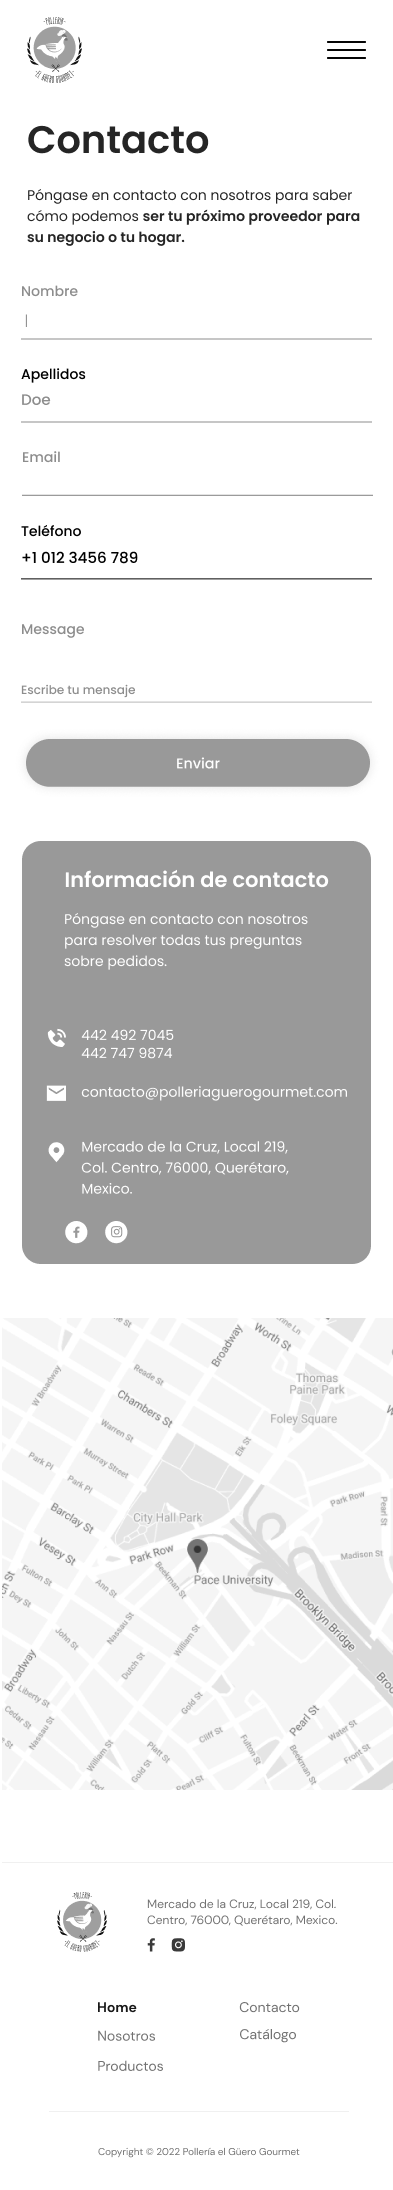 POLLERÍA
EL GÜERO GOURMET
Contacto
Póngase en contacto con nosotros para saber
cómo podemos ser tu próximo proveedor para
su negocio o tu hogar.
Nombre
Apellidos
Doe
Email
Teléfono
+1 012 3456 789
Message
Escribe tu mensaje
Enviar
Información de contacto
Póngase en contacto con nosotros
para resolver todas tus preguntas
sobre pedidos.
442 492 7045
442 747 9874
contacto@polleriaguerogourmet.com
Mercado de la Cruz, Local 219,
Col. Centro, 76000, Querétaro,
Mexico.
Broadway
Worth St
Thomas
Paine Park
W Broadway
Reade St
Chambers St
Foley Square
Warren St
Elk St
Park Pl
Murray Street
Park Pl
Park Row
Pearl St
Barclay St
City Hall Park
Vesey St
Park Row
Madison St
Beekman St
Pace University
Fulton St
Ann St
Dey St
Brooklyn Bridge
Nassau St
William St
John St
Dutch St
Broadway
Liberty St
Gold St
Cedar St
Nassau St
Pearl St
Water St
Cliff St
Fulton St
Platt St
William St
Beekman St
Front St
Gold St
Pearl St
POLLERÍA
EL GÜERO GOURMET
Mercado de la Cruz, Local 219, Col.
Centro, 76000, Querétaro, Mexico.
Home
Contacto
Nosotros
Catálogo
Productos
Copyright © 2022 Pollería el Güero Gourmet